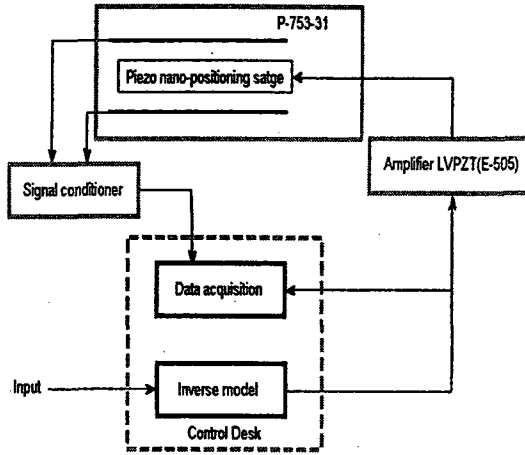 P-753-31
Piezo nano-positioning satge
Amplifier LVPZT(E-505)
Signal conditioner
Data acquisition
Input
Inverse model
Control Desk